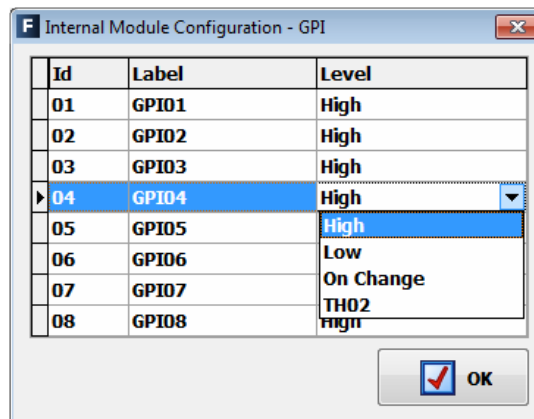 F Internal Module Configuration - GPI
Id Label Level
01 GPI01 High
02 GPI02 High
03 GPI03 High
04 GPI04 High
05 GPI05 High
06 GPI06 Low
07 GPI07 On Change
TH02
08 GPI08 High
OK